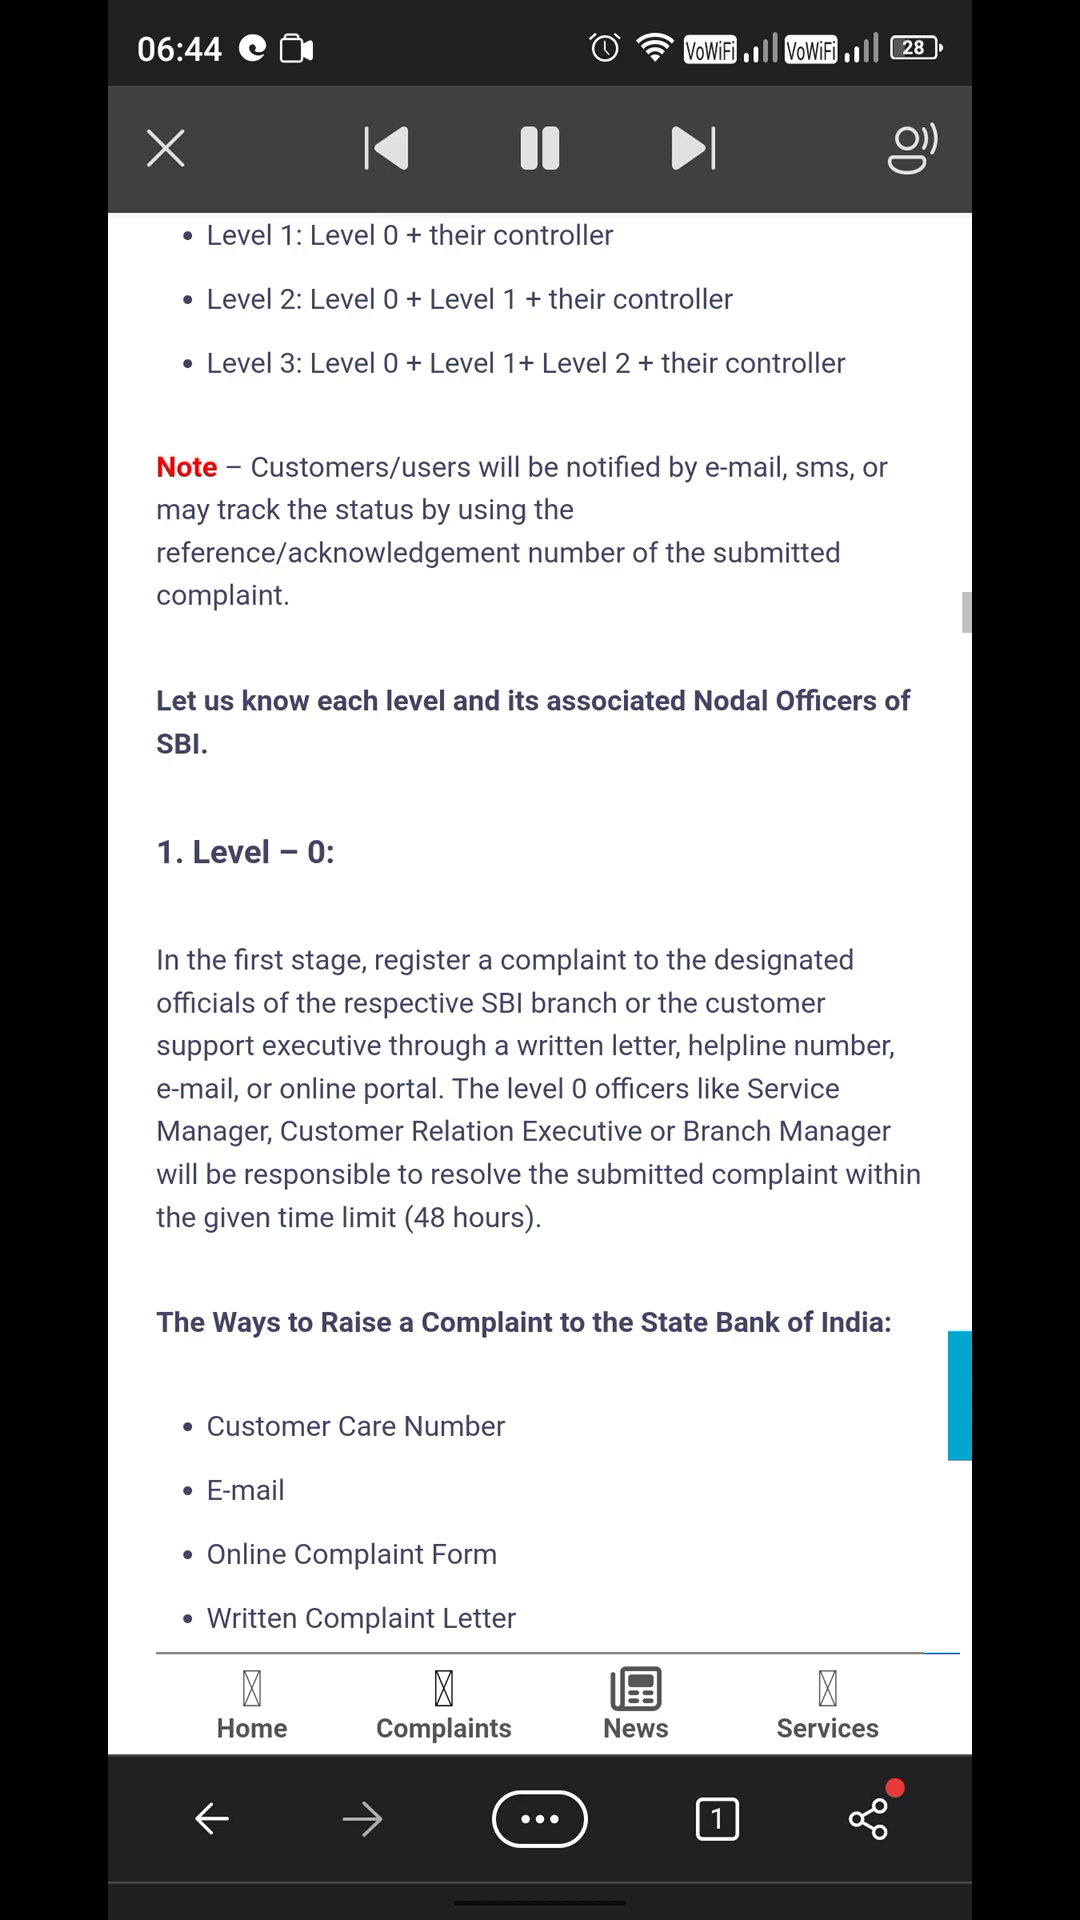 06:44
VoWiFi
VoWiFi
28
• Level 1: Level 0 + their controller
• Level 2: Level 0 + Level 1 + their controller
• Level 3: Level 0 + Level 1+ Level 2 + their controller
Note – Customers/users will be notified by e-mail, sms, or
may track the status by using the
reference/acknowledgement number of the submitted
complaint.
Let us know each level and its associated Nodal Officers of
SBI.
1. Level – 0:
In the first stage, register a complaint to the designated
officials of the respective SBI branch or the customer
support executive through a written letter, helpline number,
e-mail, or online portal. The level 0 officers like Service
Manager, Customer Relation Executive or Branch Manager
will be responsible to resolve the submitted complaint within
the given time limit (48 hours).
The Ways to Raise a Complaint to the State Bank of India:
• Customer Care Number
• E-mail
• Online Complaint Form
• Written Complaint Letter
Home
Complaints
News
Services
1